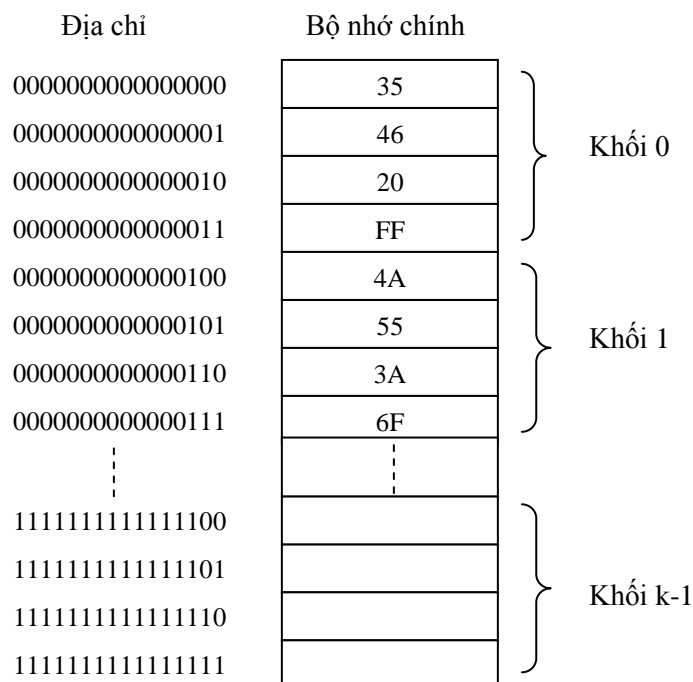 Địa chỉ Bộ nhớ chính
0000000000000000 35
0000000000000001 46
Khối 0
0000000000000010 20
0000000000000011 FF
0000000000000100 4A
0000000000000101 55
Khối 1
0000000000000110 3A
0000000000000111 6F
1111111111111100
1111111111111101
Khối k-1
1111111111111110
1111111111111111